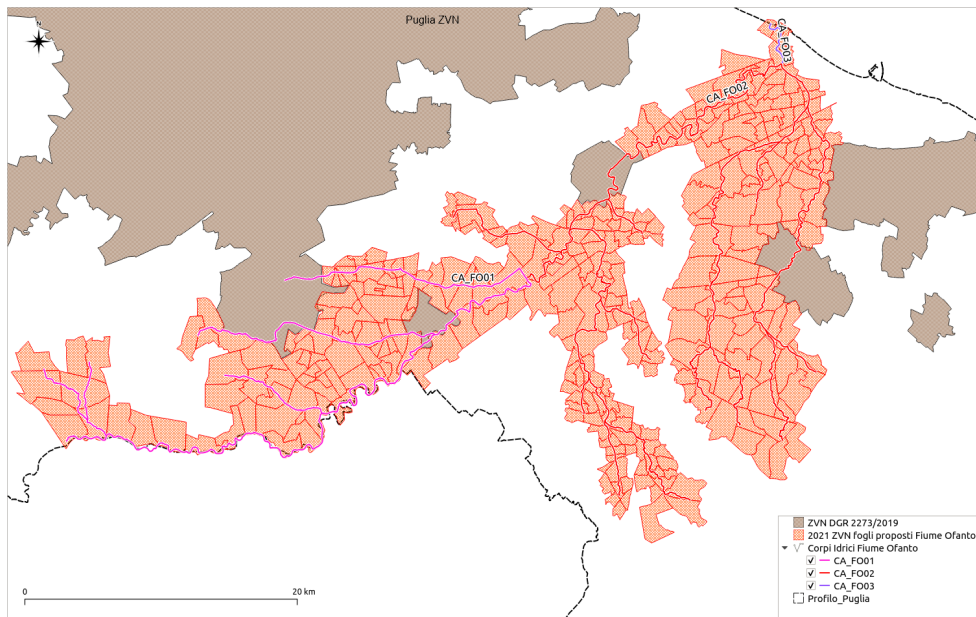 Puglia ZVN
N
CA_FO03
CA_FO02
CA_FO01
ZVN DGR 2273/2019
2021 ZVN fogli proposti Fiume Ofanto
Corpi Idrici Fiume Ofanto
CA_FO01
CA_FO02
CA_FO03
Profilo_Puglia
0 20 km